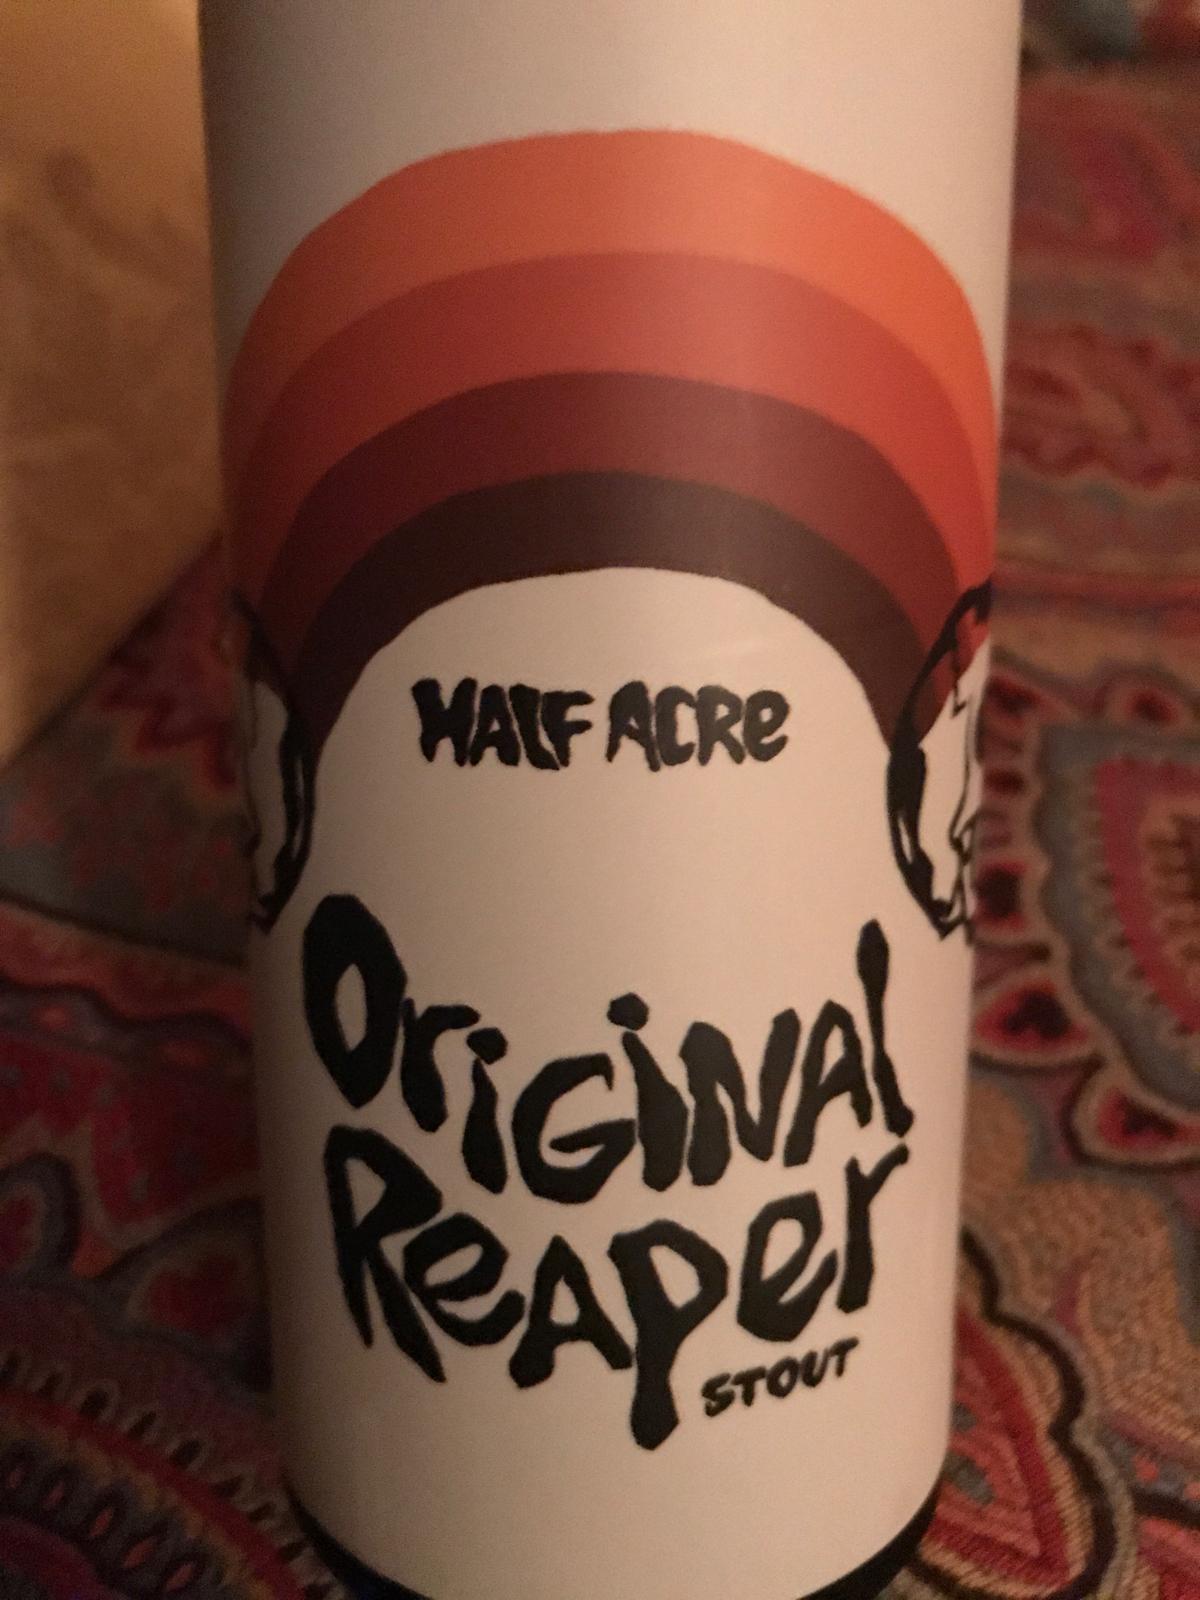 HALF ACRe
OriGiNAl
ReAper
STOUT